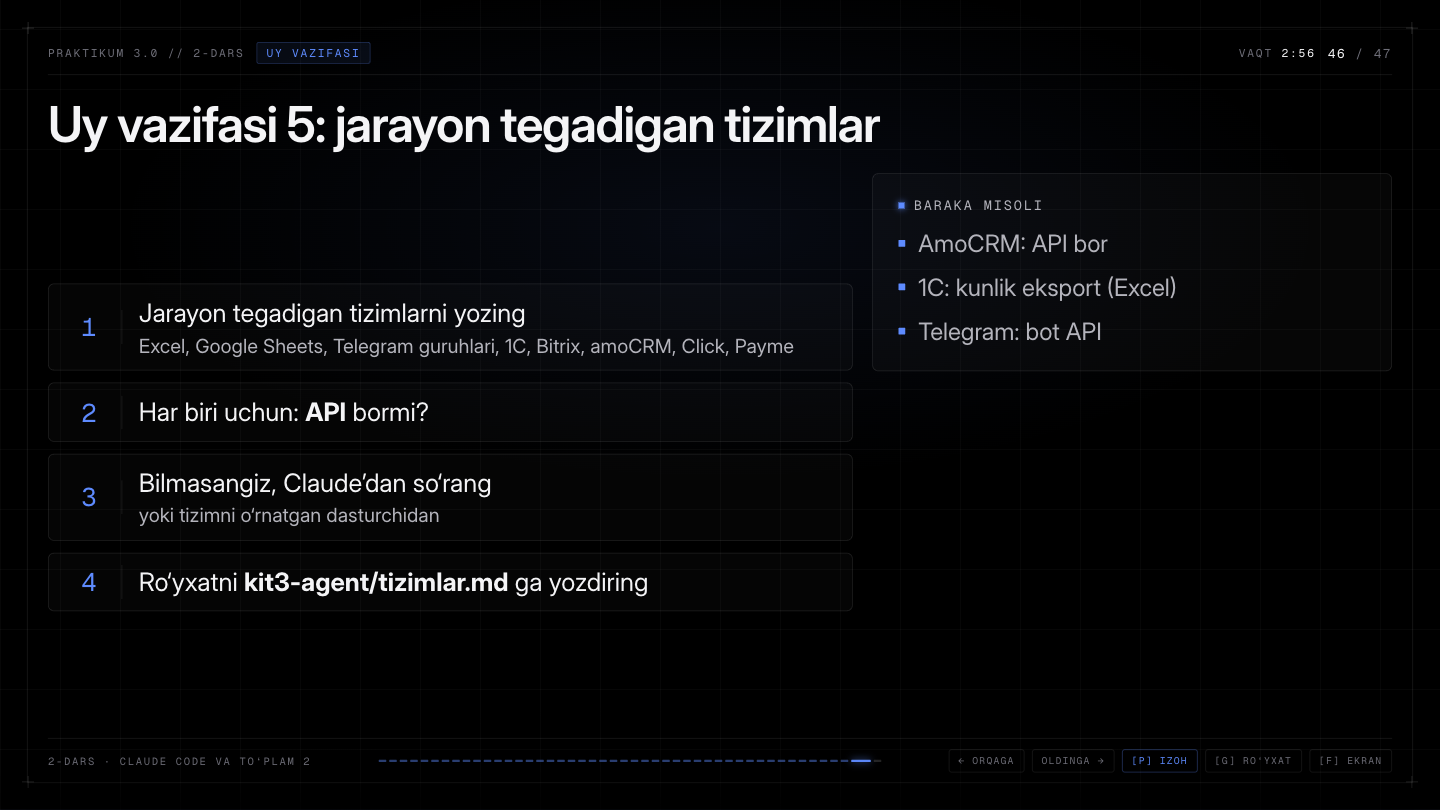 PRAKTIKUM 3.0 // 2-DARS UY VAZIFASI
VAQT 2:56 46 / 47
Uy vazifasi 5: jarayon tegadigan tizimlar
1 Jarayon tegadigan tizimlarni yozing
Excel, Google Sheets, Telegram guruhlari, 1C, Bitrix, amoCRM, Click, Payme
2 Har biri uchun: API bormi?
3 Bilmasangiz, Claude’dan so‘rang
yoki tizimni o‘rnatgan dasturchidan
4 Ro‘yxatni kit3-agent/tizimlar.md ga yozdiring
BARAKA MISOLI
AmoCRM: API bor
1C: kunlik eksport (Excel)
Telegram: bot API
2-DARS · CLAUDE CODE VA TO‘PLAM 2
← ORQAGA OLDINGA → [P] IZOH [G] RO‘YXAT [F] EKRAN